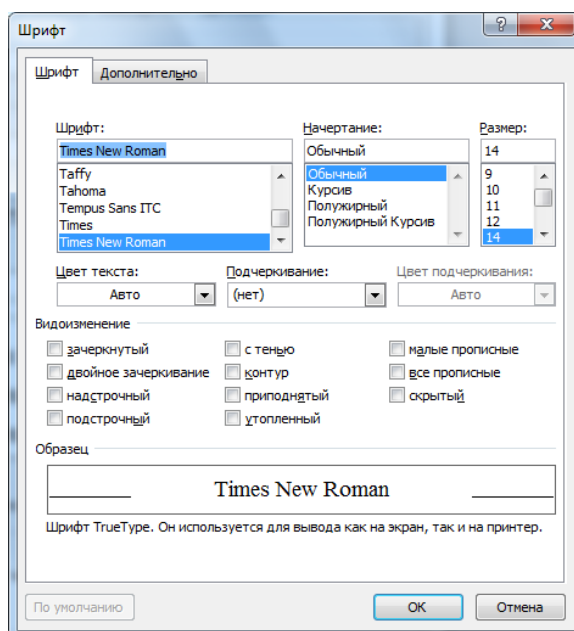 Шрифт
Шрифт Дополнительно
Шрифт: Начертание: Размер:
Times New Roman Обычный 14
Taffy Обычный 9
Tahoma Курсив 10
Tempus Sans ITC Полужирный 11
Times Полужирный Курсив 12
Times New Roman 14
Цвет текста: Подчеркивание: Цвет подчеркивания:
Авто (нет) Авто
Видоизменение
зачеркнутый с тенью малые прописные
двойное зачеркивание контур все прописные
надстрочный приподнятый скрытый
подстрочный утопленный
Образец
Times New Roman
Шрифт TrueType. Он используется для вывода как на экран, так и на принтер.
По умолчанию ОК Отмена